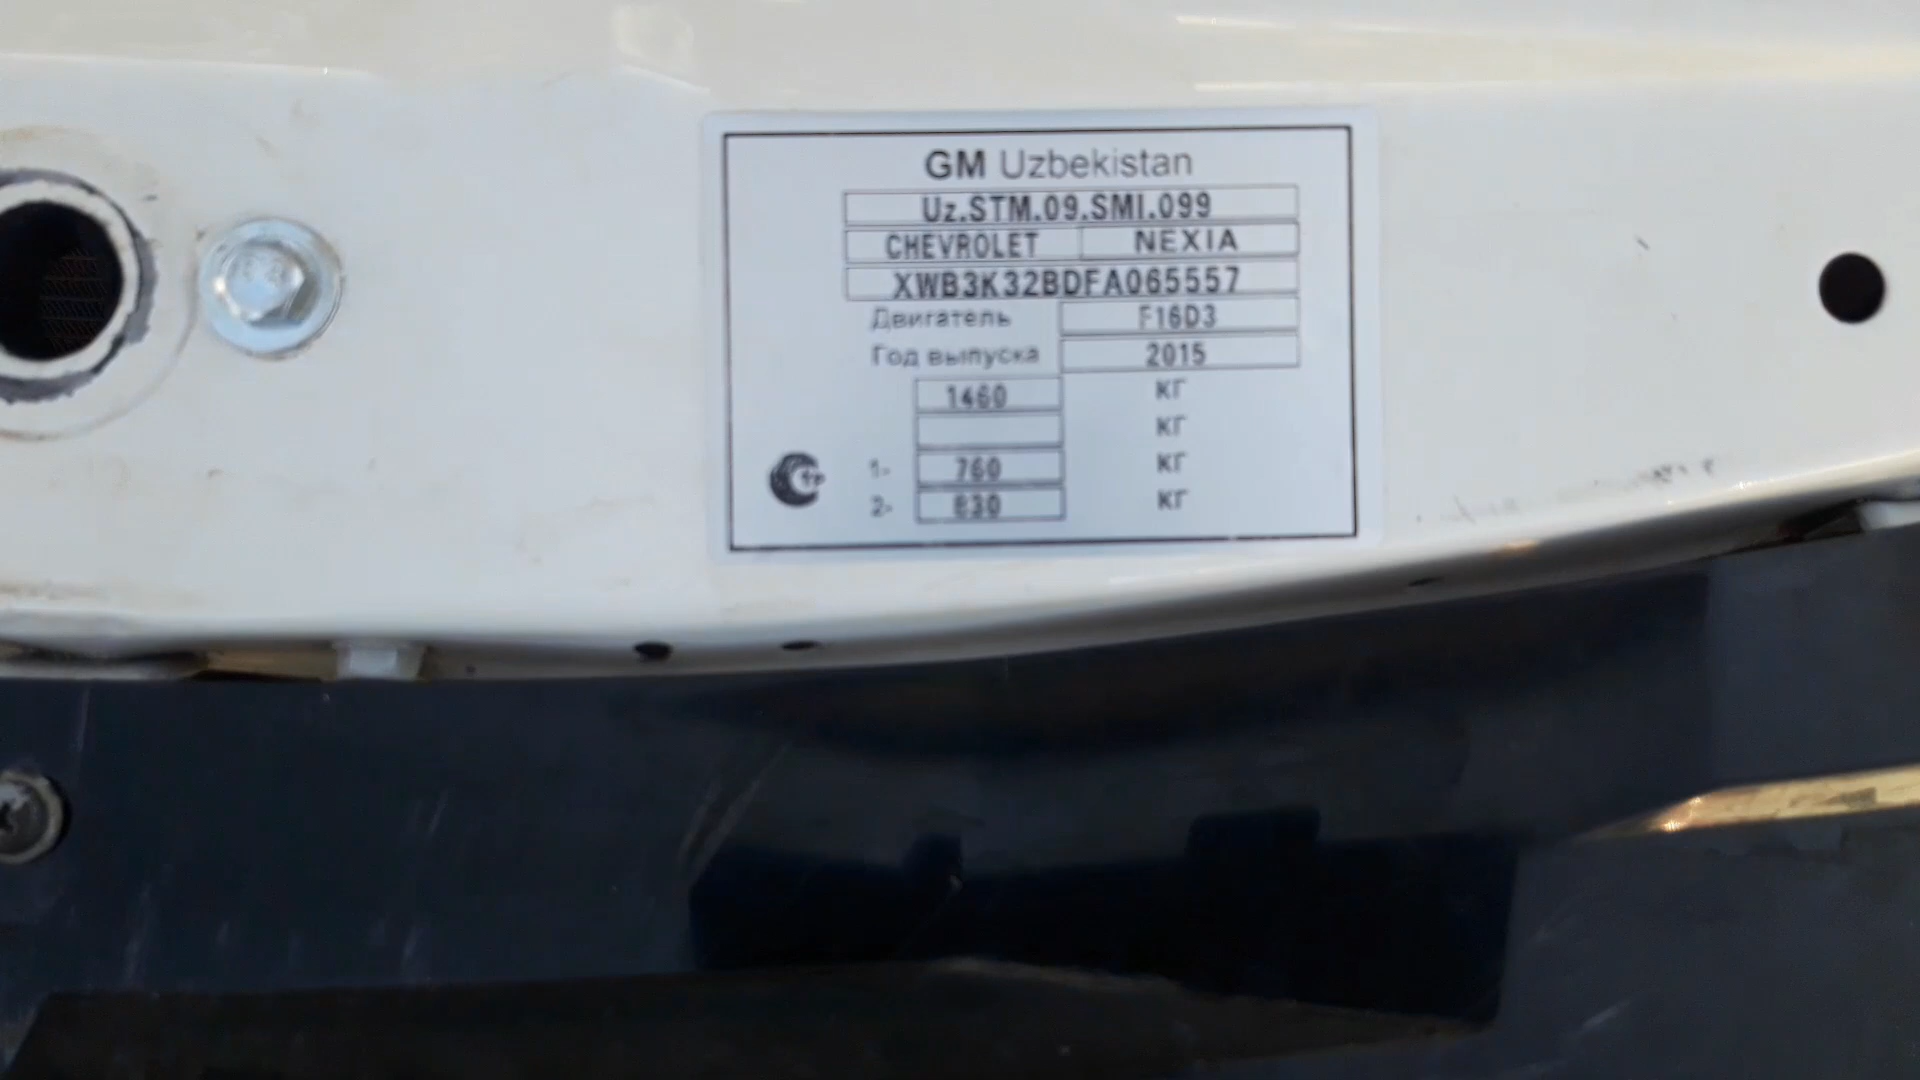 GM Uzbekistan
Uz.STM.09.SMI.099
CHEVROLET NEXIA
XWB3K32BDFA065557
Двигатель F16D3
Год выпуска 2015
1460 кг
кг
1- 760 кг
2- 830 кг